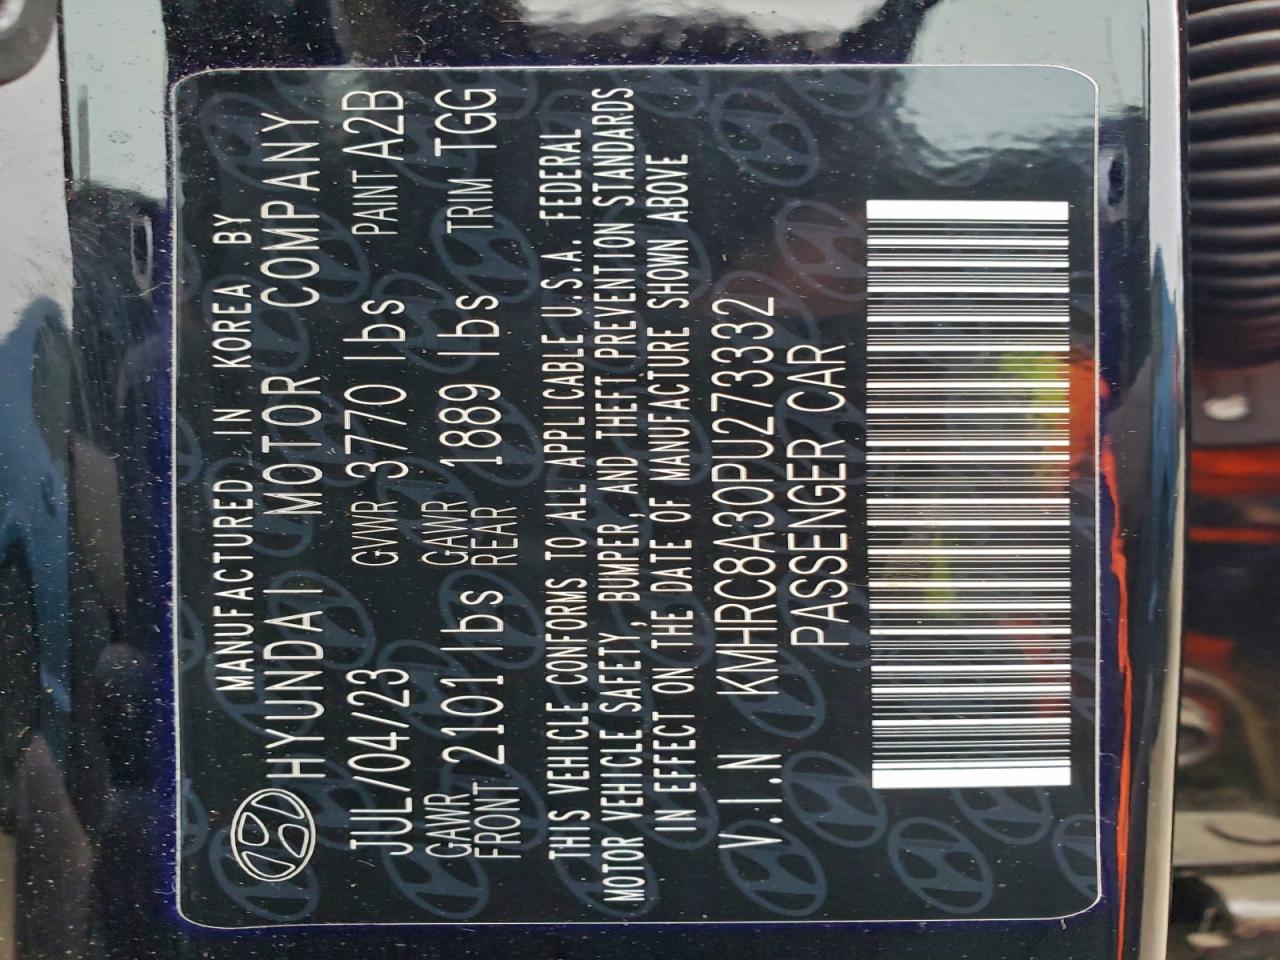 MANUFACTURED IN KOREA BY
HYUNDAI MOTOR COMPANY
JUL/04/23 GVWR 3770 lbs PAINT A2B
GAWR FRONT 2101 lbs GAWR REAR 1889 lbs TRIM TGG
THIS VEHICLE CONFORMS TO ALL APPLICABLE U.S.A. FEDERAL
MOTOR VEHICLE SAFETY, BUMPER, AND THEFT PREVENTION STANDARDS
IN EFFECT ON THE DATE OF MANUFACTURE SHOWN ABOVE
V.I.N KMHRC8A30PU273332
PASSENGER CAR